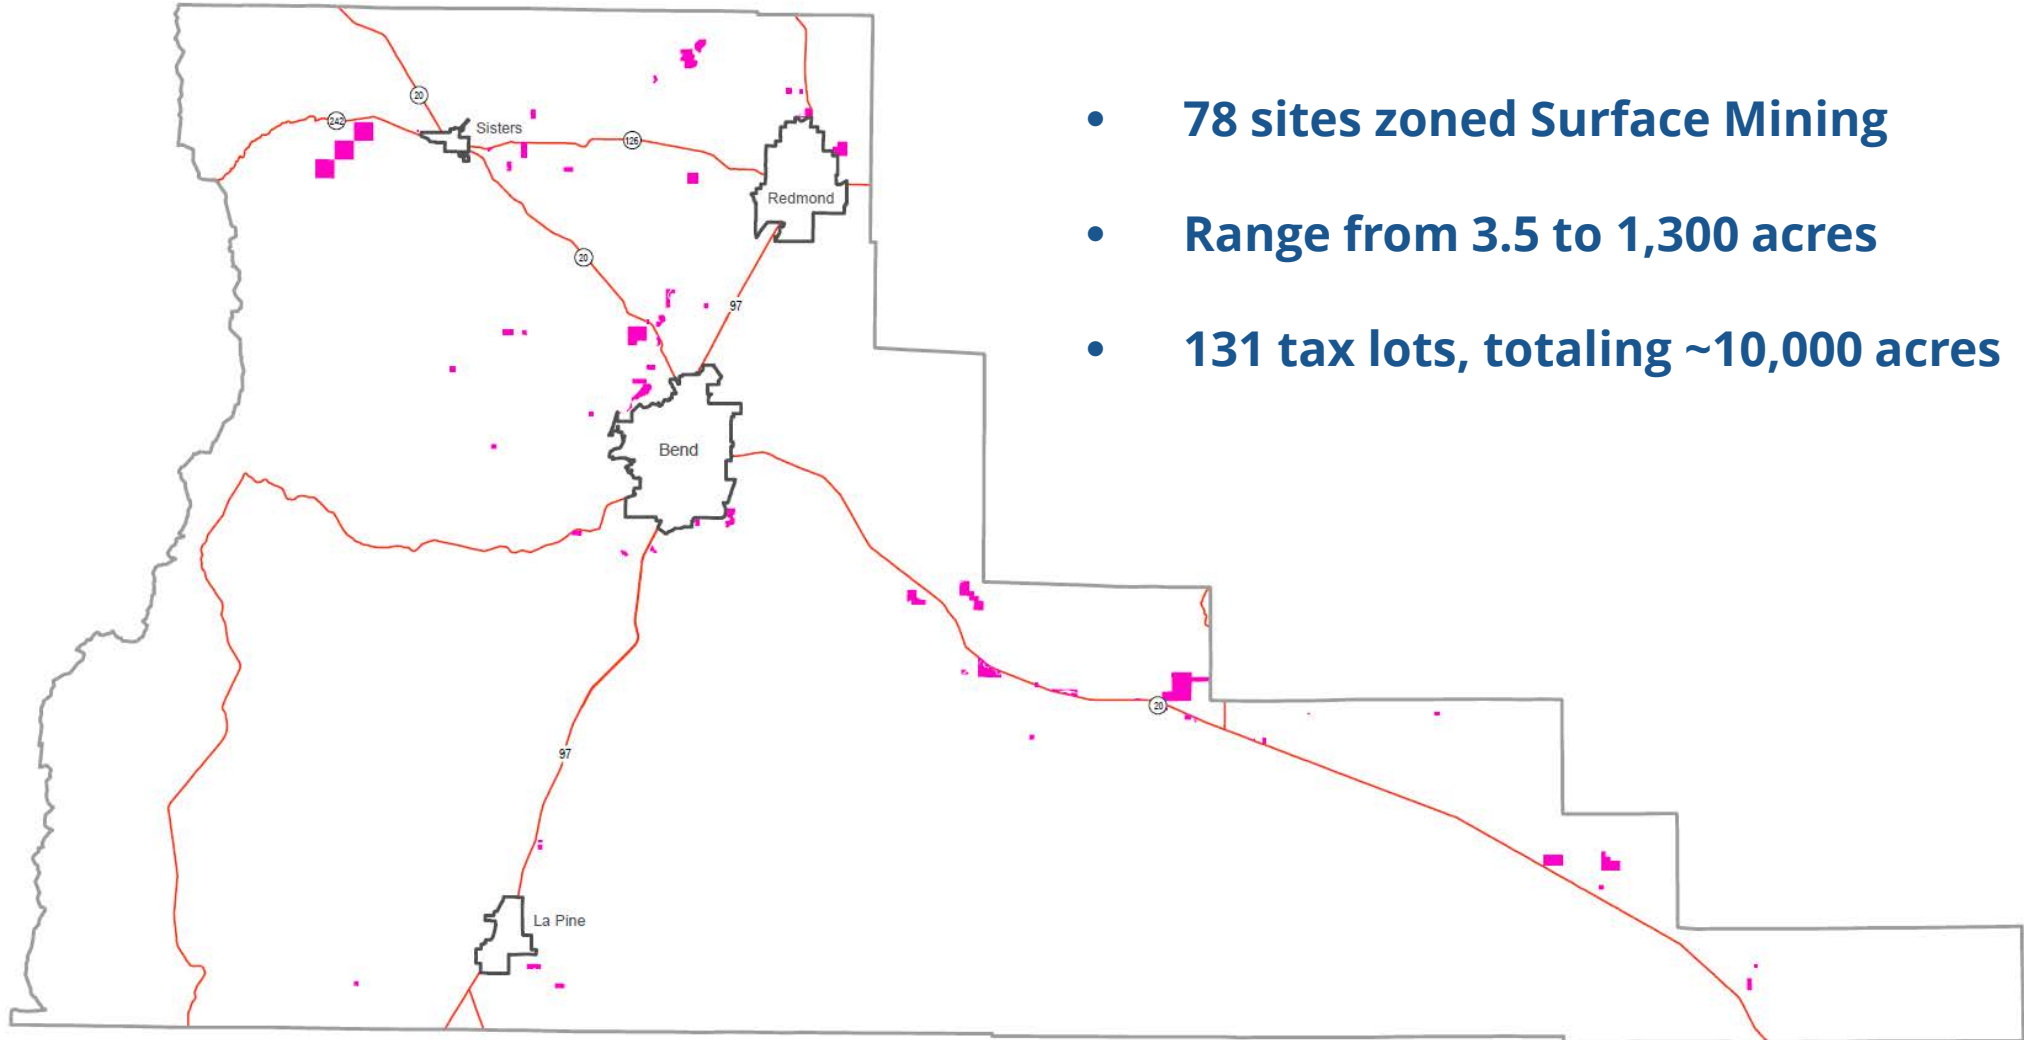 20
242
Sisters
126
Redmond
20
97
Bend
20
97
La Pine
• 78 sites zoned Surface Mining
• Range from 3.5 to 1,300 acres
• 131 tax lots, totaling ~10,000 acres